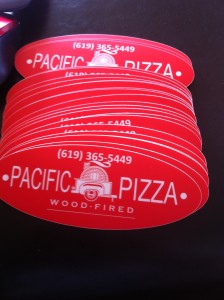 (619) 365-5449
• PACIFIC PIZZA •
(619) 365-5449
• PACIFIC PIZZA •
WOOD-FIRED